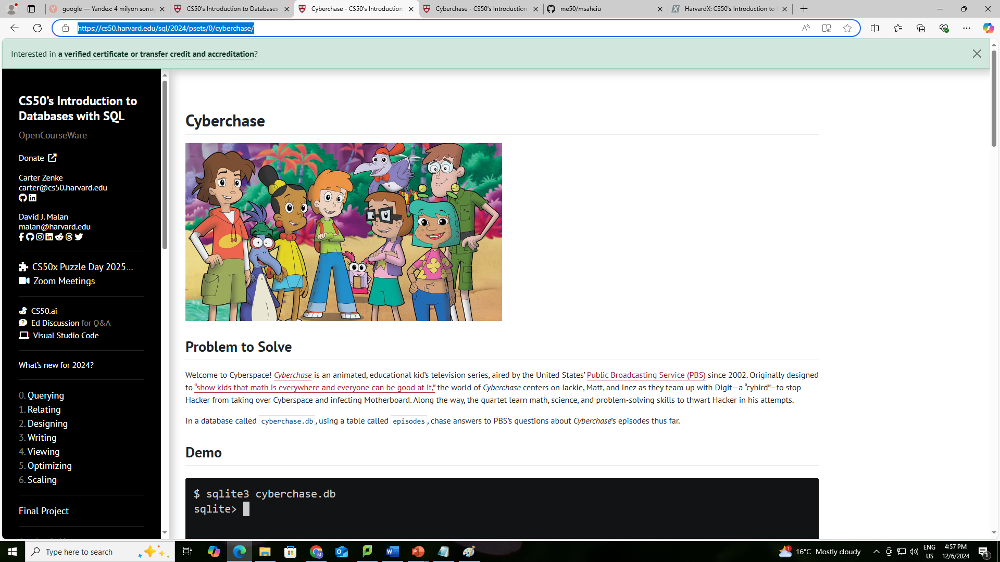 google — Yandex: 4 milyon sonuç
CS50's Introduction to Databases
Cyberchase - CS50's Introduction
Cyberchase - CS50's Introduction
me50/msahciu
HarvardX: CS50's Introduction to
https://cs50.harvard.edu/sql/2024/psets/0/cyberchase/
Interested in a verified certificate or transfer credit and accreditation?
CS50’s Introduction to
Databases with SQL
OpenCourseWare
Donate
Carter Zenke
carter@cs50.harvard.edu
David J. Malan
malan@harvard.edu
CS50x Puzzle Day 2025…
Zoom Meetings
CS50.ai
Ed Discussion for Q&A
Visual Studio Code
What’s new for 2024?
0. Querying
1. Relating
2. Designing
3. Writing
4. Viewing
5. Optimizing
6. Scaling
Final Project
Cyberchase
Problem to Solve
Welcome to Cyberspace! Cyberchase is an animated, educational kid’s television series, aired by the United States’ Public Broadcasting Service (PBS) since 2002. Originally designed
to “show kids that math is everywhere and everyone can be good at it,” the world of Cyberchase centers on Jackie, Matt, and Inez as they team up with Digit—a “cybird”—to stop
Hacker from taking over Cyberspace and infecting Motherboard. Along the way, the quartet learn math, science, and problem-solving skills to thwart Hacker in his attempts.
In a database called cyberchase.db, using a table called episodes, chase answers to PBS’s questions about Cyberchase’s episodes thus far.
Demo
$ sqlite3 cyberchase.db
sqlite>
Type here to search
1
16°C Mostly cloudy
ENG
US
4:57 PM
12/6/2024
1